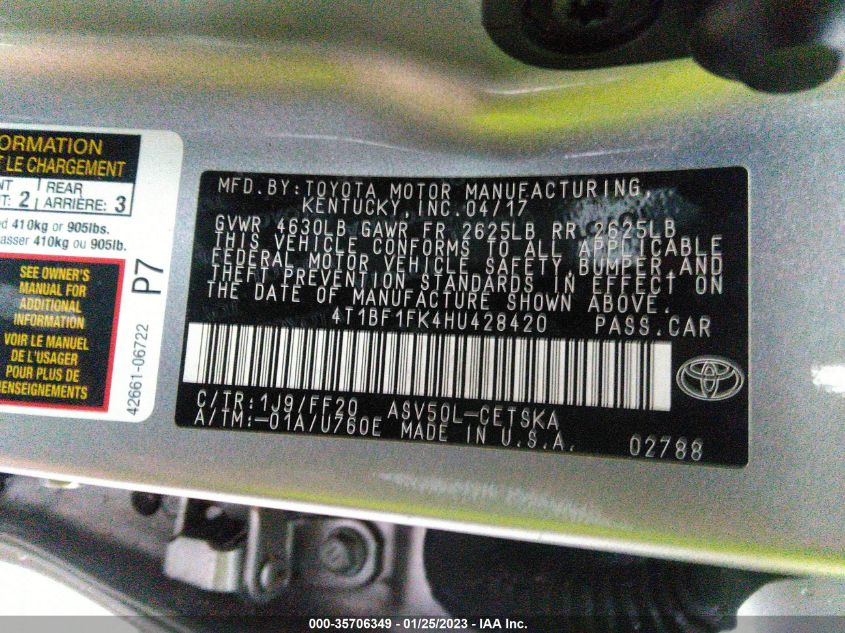 ORMATION
T LE CHARGEMENT
NT REAR
T: 2 ARRIÈRE: 3
ed 410kg or 905lbs.
asser 410kg ou 905lb.
SEE OWNER'S
MANUAL FOR
ADDITIONAL
INFORMATION
VOIR LE MANUEL
DE L'USAGER
POUR PLUS DE
RENSEIGNEMENTS
P7
42661-06722
MFD.BY:TOYOTA MOTOR MANUFACTURING,
KENTUCKY,INC.04/17
GVWR 4630LB GAWR FR 2625LB RR 2625LB
THIS VEHICLE CONFORMS TO ALL APPLICABLE
FEDERAL MOTOR VEHICLE SAFETY,BUMPER,AND
THEFT PREVENTION STANDARDS IN EFFECT ON
THE DATE OF MANUFACTURE SHOWN ABOVE.
4T1BF1FK4HU428420 PASS.CAR
C/TR:1J9/FF20 ASV50L-CETSKA
A/TM:-01A/U760E MADE IN U.S.A. 02788
000-35706349 - 01/25/2023 - IAA Inc.